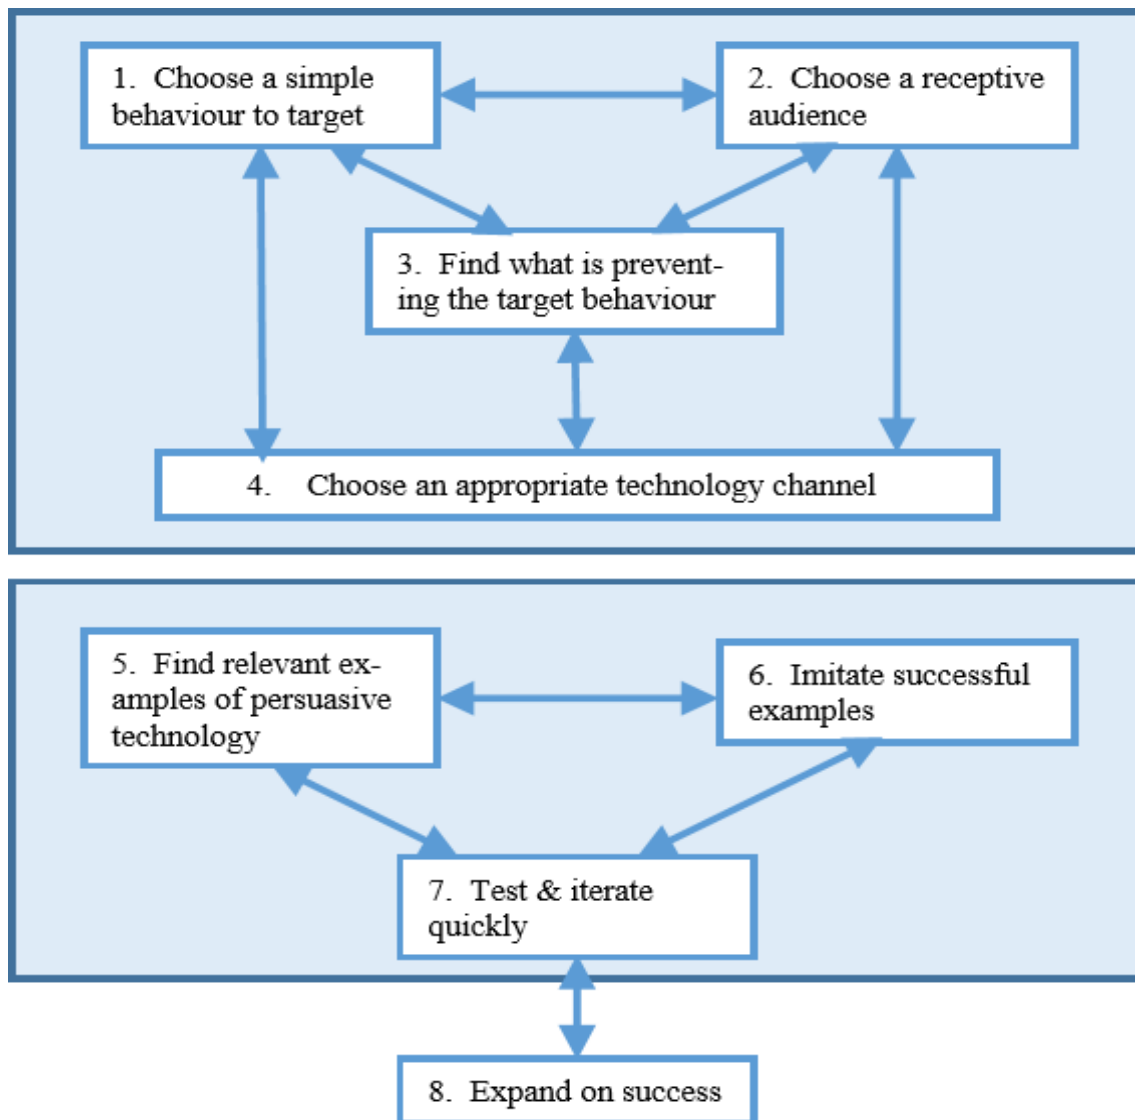 1. Choose a simple
behaviour to target
2. Choose a receptive
audience
3. Find what is prevent-
ing the target behaviour
4. Choose an appropriate technology channel
5. Find relevant ex-
amples of persuasive
technology
6. Imitate successful
examples
7. Test & iterate
quickly
8. Expand on success